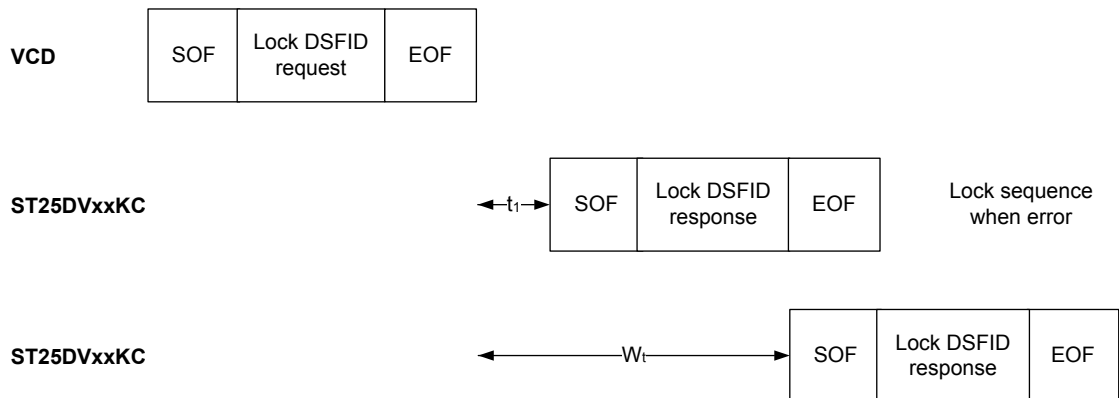 VCD
SOF
Lock DSFID
request
EOF
ST25DVxxKC
t₁
SOF
Lock DSFID
response
EOF
Lock sequence
when error
ST25DVxxKC
Wₜ
SOF
Lock DSFID
response
EOF